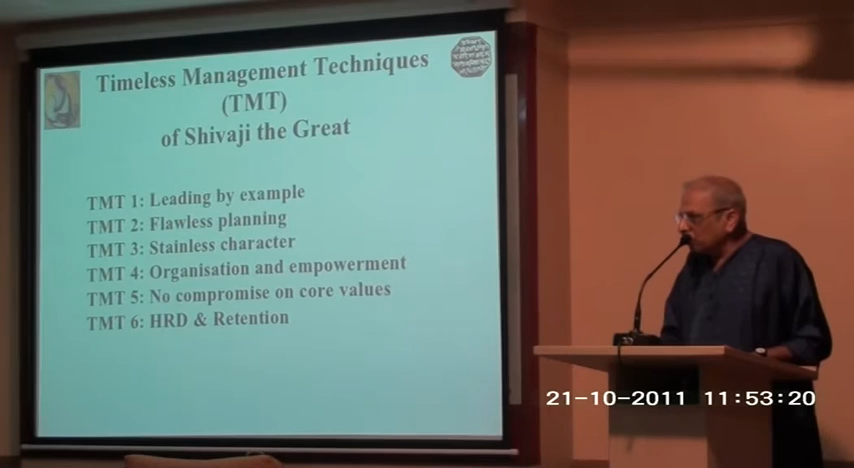 Timeless Management Techniques
(TMT)
of Shivaji the Great
TMT 1: Leading by example
TMT 2: Flawless planning
TMT 3: Stainless character
TMT 4: Organisation and empowerment
TMT 5: No compromise on core values
TMT 6: HRD & Retention
21-10-2011 11:53:20